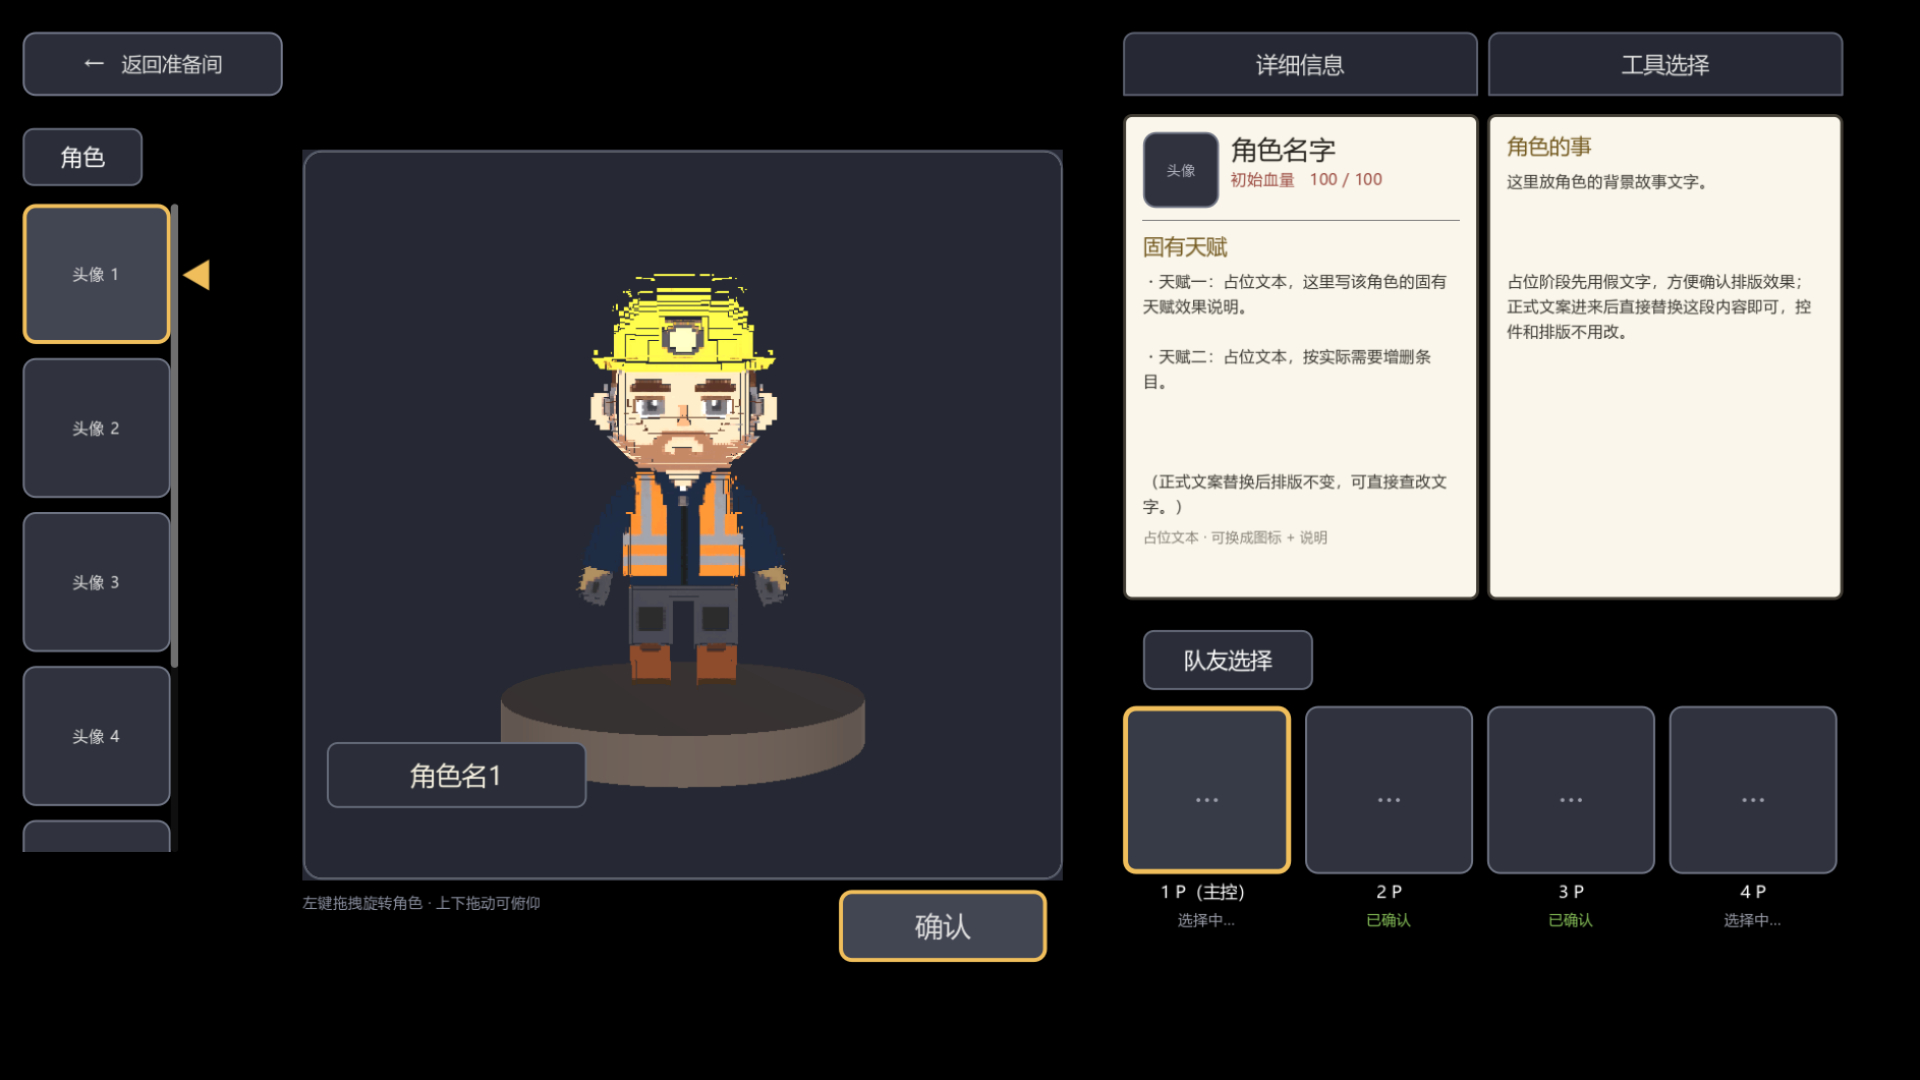 ← 返回准备间
角色
头像 1
头像 2
头像 3
头像 4
角色名1
左键拖拽旋转角色 · 上下拖动可俯仰
确认
详细信息
工具选择
头像
角色名字
初始血量 100 / 100
固有天赋
· 天赋一：占位文本，这里写该角色的固有
天赋效果说明。
· 天赋二：占位文本，按实际需要增删条
目。
（正式文案替换后排版不变，可直接查改文
字。）
占位文本 · 可换成图标 + 说明
角色的事
这里放角色的背景故事文字。
占位阶段先用假文字，方便确认排版效果；
正式文案进来后直接替换这段内容即可，控
件和排版不用改。
队友选择
...
...
...
...
1 P（主控）
2 P
3 P
4 P
选择中...
已确认
已确认
选择中...